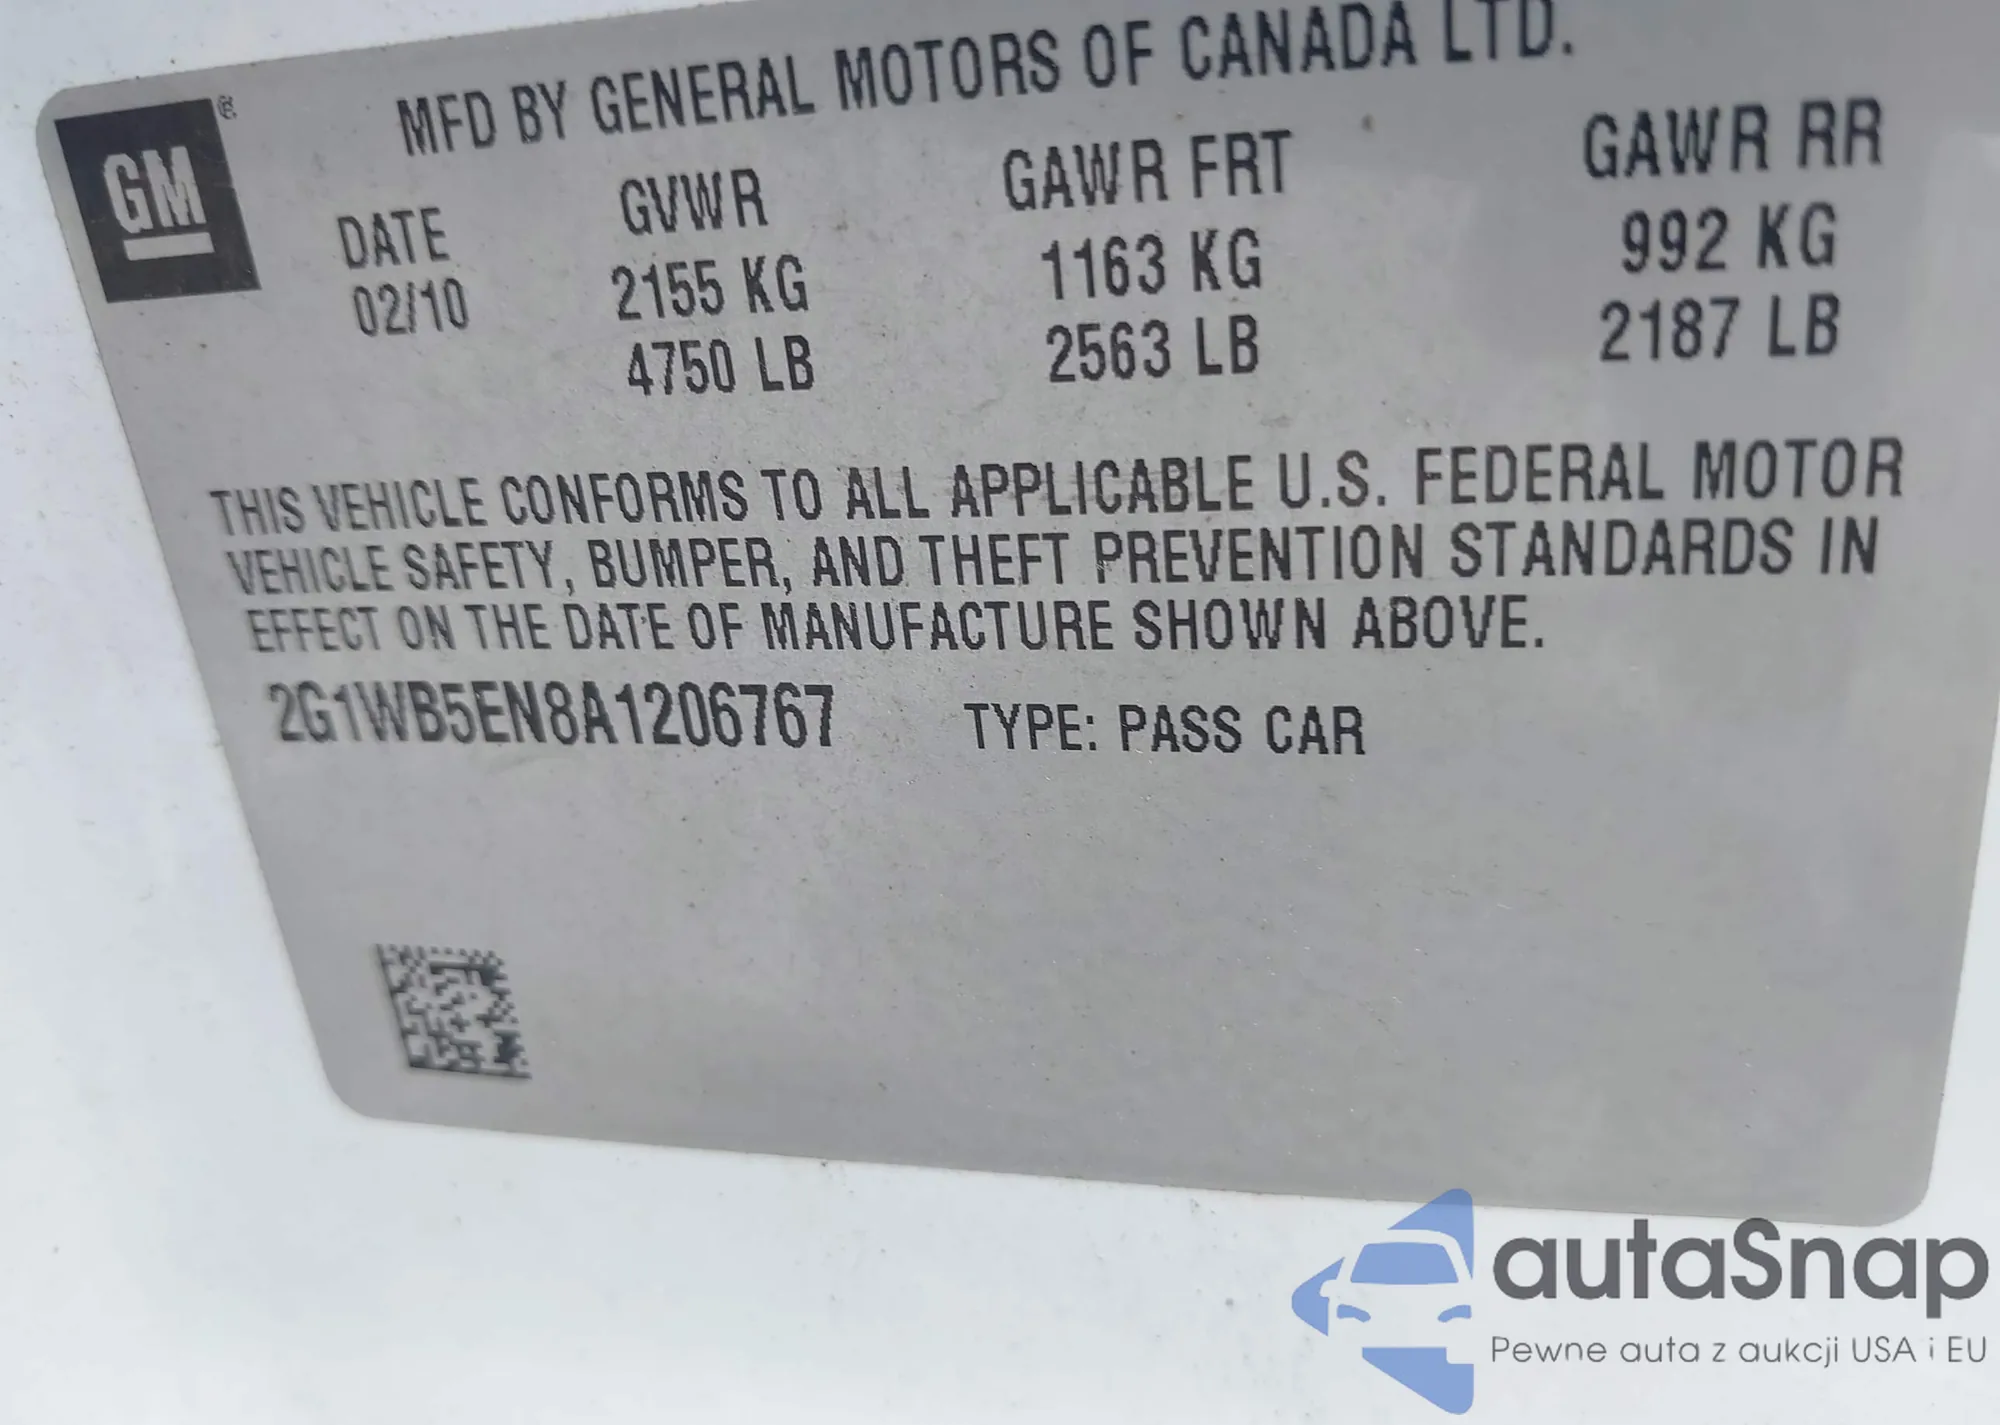 MFD BY GENERAL MOTORS OF CANADA LTD.
GM ®
DATE GVWR GAWR FRT GAWR RR
02/10 2155 KG 1163 KG 992 KG
4750 LB 2563 LB 2187 LB
THIS VEHICLE CONFORMS TO ALL APPLICABLE U.S. FEDERAL MOTOR
VEHICLE SAFETY, BUMPER, AND THEFT PREVENTION STANDARDS IN
EFFECT ON THE DATE OF MANUFACTURE SHOWN ABOVE.
2G1WB5EN8A1206767 TYPE: PASS CAR
autaSnap
Pewne auta z aukcji USA i EU